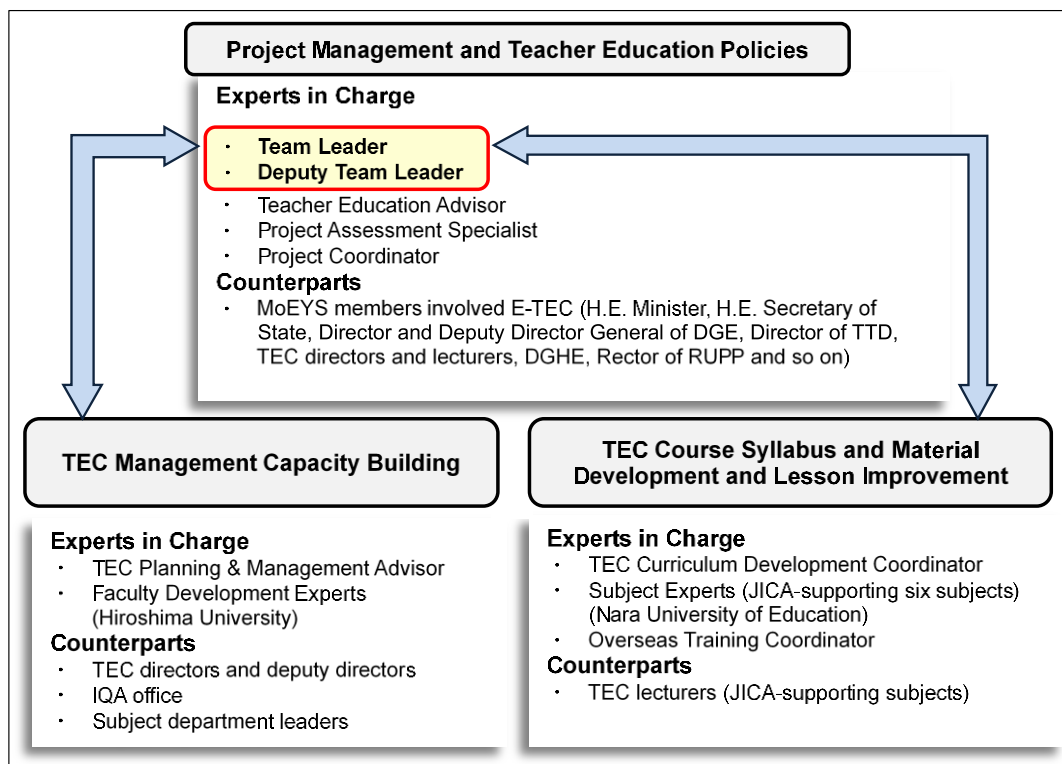 Project Management and Teacher Education Policies
Experts in Charge
· Team Leader
· Deputy Team Leader
· Teacher Education Advisor
· Project Assessment Specialist
· Project Coordinator
Counterparts
· MoEYS members involved E-TEC (H.E. Minister, H.E. Secretary of
State, Director and Deputy Director General of DGE, Director of TTD,
TEC directors and lecturers, DGHE, Rector of RUPP and so on)
TEC Management Capacity Building
Experts in Charge
· TEC Planning & Management Advisor
· Faculty Development Experts
(Hiroshima University)
Counterparts
· TEC directors and deputy directors
· IQA office
· Subject department leaders
TEC Course Syllabus and Material
Development and Lesson Improvement
Experts in Charge
· TEC Curriculum Development Coordinator
· Subject Experts (JICA-supporting six subjects)
(Nara University of Education)
· Overseas Training Coordinator
Counterparts
· TEC lecturers (JICA-supporting subjects)